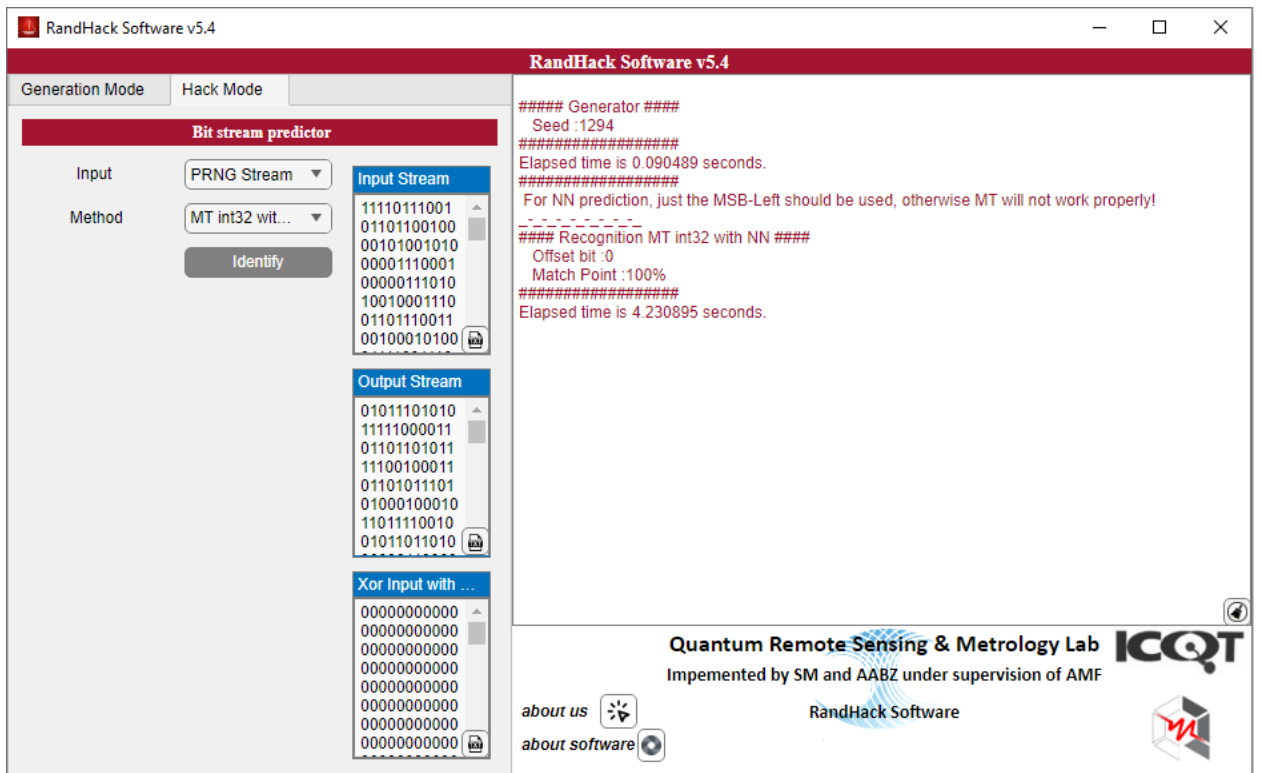 RandHack Software v5.4
RandHack Software v5.4
Generation Mode
Hack Mode
Bit stream predictor
Input
PRNG Stream
Method
MT int32 wit...
Identify
Input Stream
11110111001
01101100100
00101001010
00001110001
00000111010
10010001110
01101110011
00100010100
Output Stream
01011101010
11111000011
01101101011
11100100011
01101011101
01000100010
11011110010
01011011010
Xor Input with ...
00000000000
00000000000
00000000000
00000000000
00000000000
00000000000
00000000000
00000000000
##### Generator ####
Seed :1294
##################
Elapsed time is 0.090489 seconds.
##################
For NN prediction, just the MSB-Left should be used, otherwise MT will not work properly!
_-_-_-_-_-_-_-_-_
#### Recognition MT int32 with NN ####
Offset bit :0
Match Point :100%
##################
Elapsed time is 4.230895 seconds.
Quantum Remote Sensing & Metrology Lab
Impemented by SM and AABZ under supervision of AMF
RandHack Software
ICQT
about us
about software